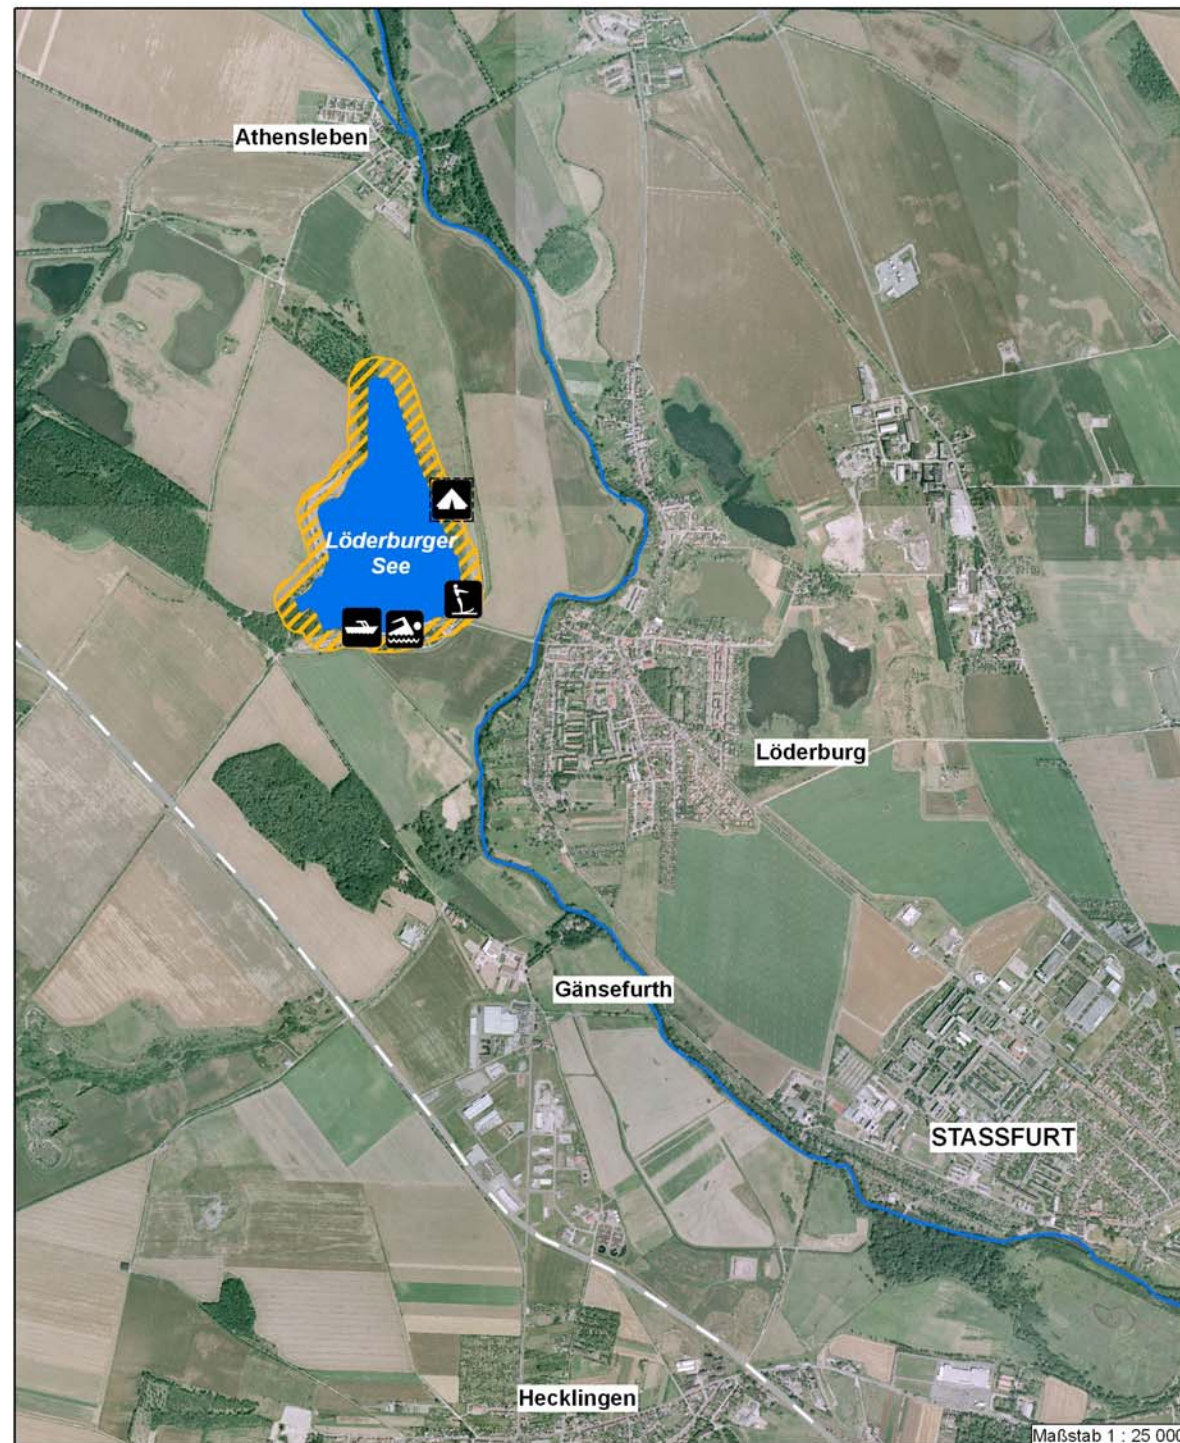 Athensleben
Löderburger
See
Löderburg
Gänsefurth
STASSFURT
Hecklingen
Maßstab 1 : 25 000